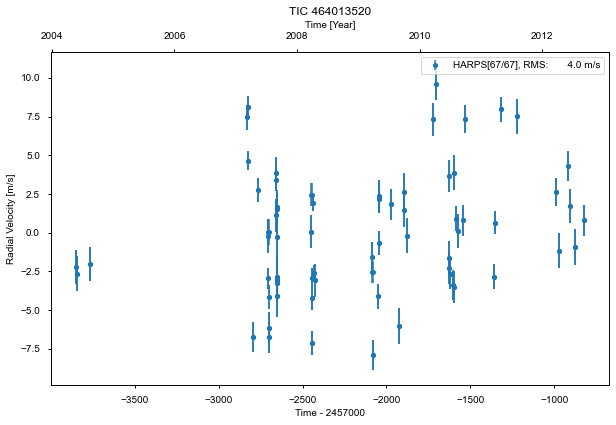 TIC 464013520
Time [Year]
2004 2006 2008 2010 2012
HARPS[67/67], RMS: 4.0 m/s
10.0
7.5
5.0
2.5
0.0
−2.5
−5.0
−7.5
Radial Velocity [m/s]
−3500 −3000 −2500 −2000 −1500 −1000
Time - 2457000